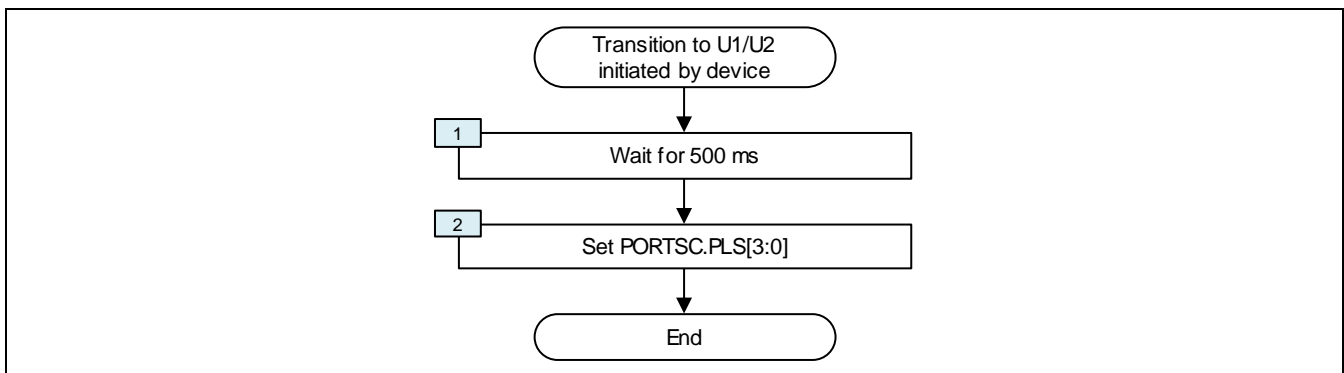 Transition to U1/U2
initiated by device
1
Wait for 500 ms
2
Set PORTSC.PLS[3:0]
End